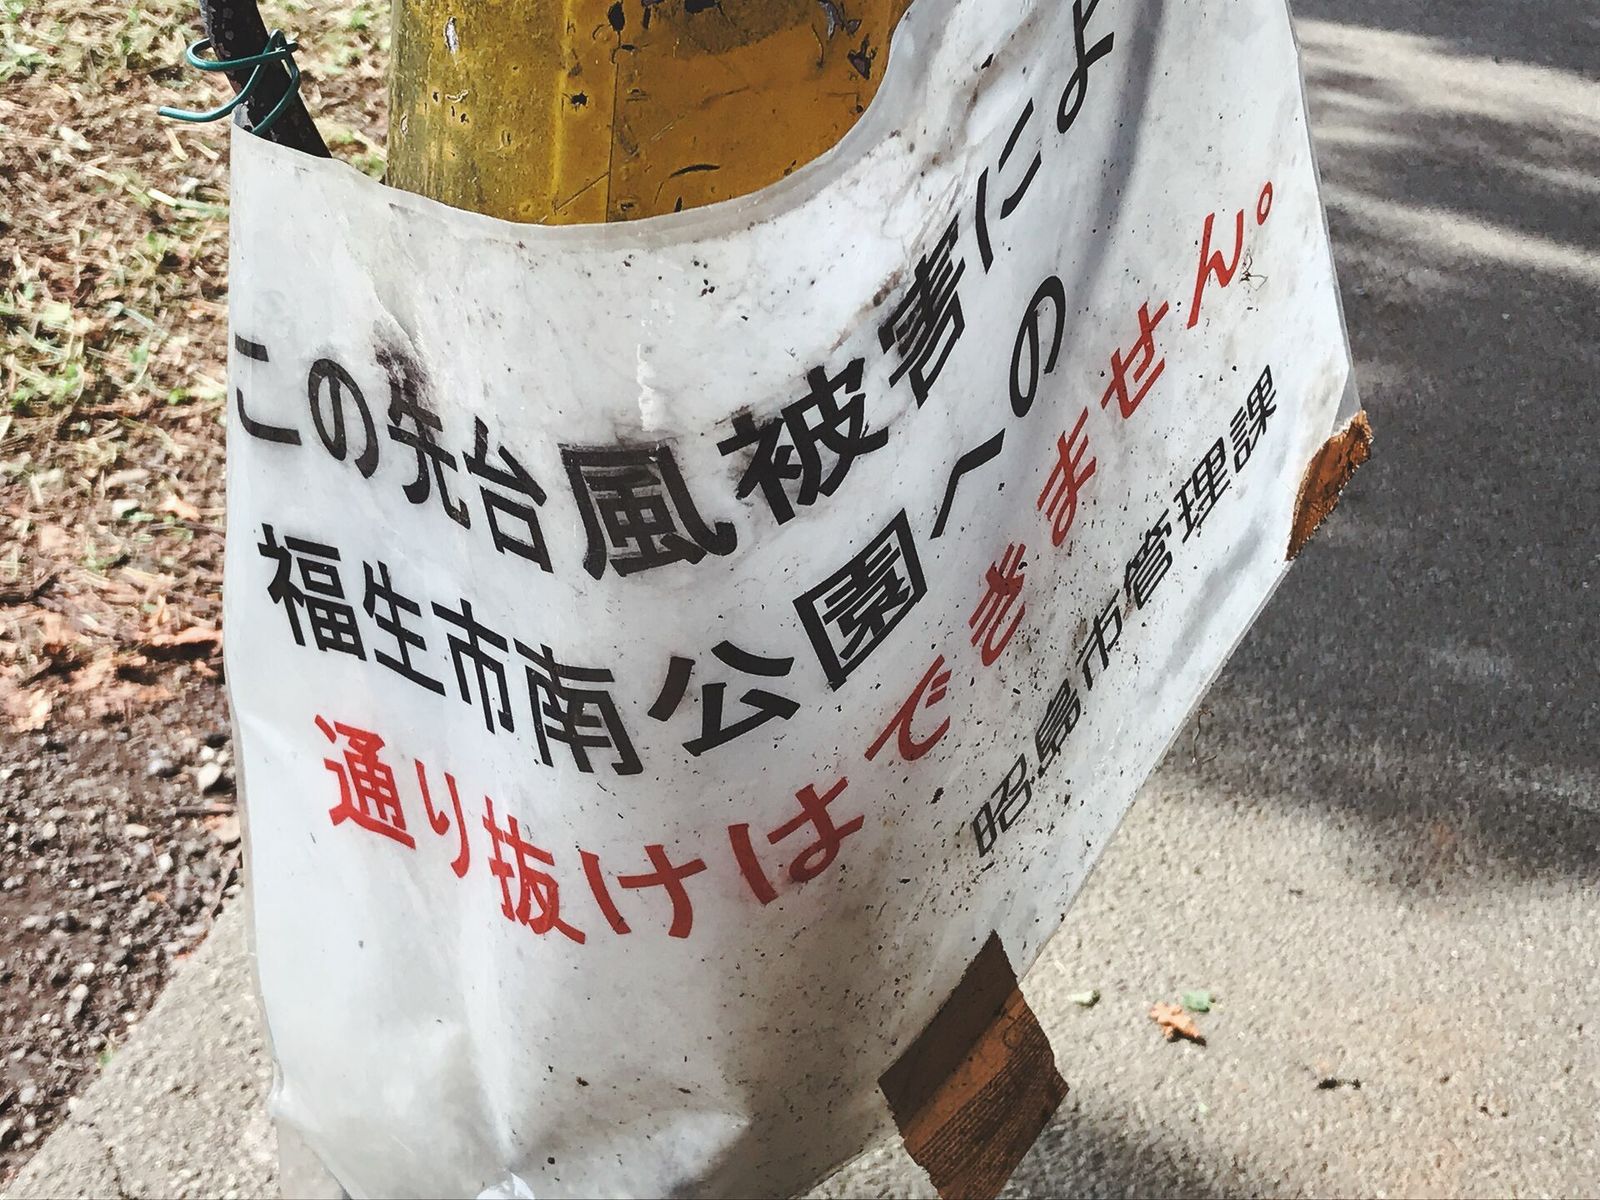 この先台風被害によ
福生市南公園への
通り抜けはできません。
昭島市市管理課